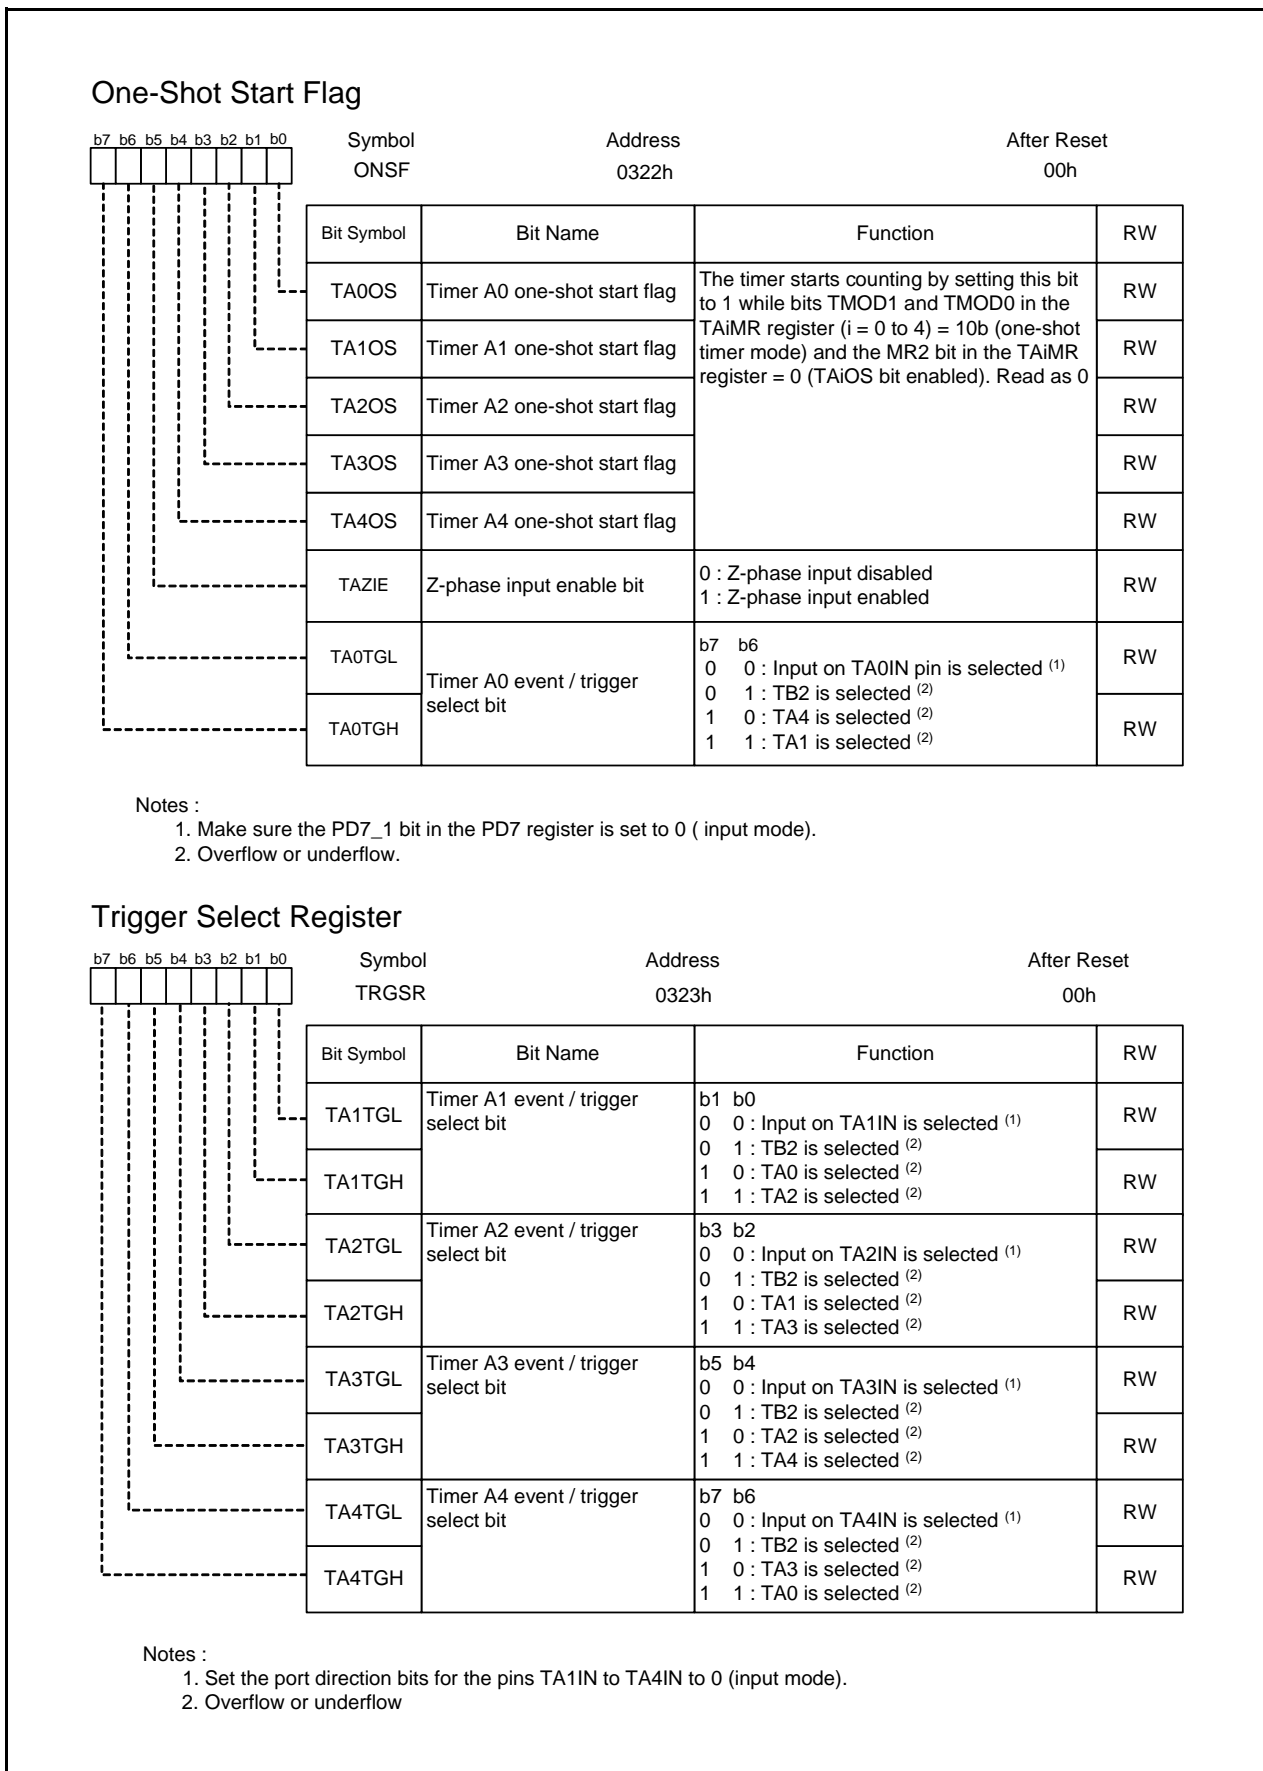 One-Shot Start Flag
b7 b6 b5 b4 b3 b2 b1 b0
Symbol Address After Reset
ONSF 0322h 00h
Bit Symbol Bit Name Function RW
TA0OS Timer A0 one-shot start flag RW
The timer starts counting by setting this bit
to 1 while bits TMOD1 and TMOD0 in the
TAiMR register (i = 0 to 4) = 10b (one-shot
timer mode) and the MR2 bit in the TAiMR
register = 0 (TAiOS bit enabled). Read as 0
TA1OS Timer A1 one-shot start flag RW
TA2OS Timer A2 one-shot start flag RW
TA3OS Timer A3 one-shot start flag RW
TA4OS Timer A4 one-shot start flag RW
TAZIE Z-phase input enable bit RW
0 : Z-phase input disabled
1 : Z-phase input enabled
TA0TGL RW
TA0TGH RW
Timer A0 event / trigger
select bit
b7 b6
0 0 : Input on TA0IN pin is selected (1)
0 1 : TB2 is selected (2)
1 0 : TA4 is selected (2)
1 1 : TA1 is selected (2)
Notes :
1. Make sure the PD7_1 bit in the PD7 register is set to 0 ( input mode).
2. Overflow or underflow.
Trigger Select Register
b7 b6 b5 b4 b3 b2 b1 b0
Symbol Address After Reset
TRGSR 0323h 00h
Bit Symbol Bit Name Function RW
TA1TGL RW
TA1TGH RW
Timer A1 event / trigger
select bit
b1 b0
0 0 : Input on TA1IN is selected (1)
0 1 : TB2 is selected (2)
1 0 : TA0 is selected (2)
1 1 : TA2 is selected (2)
TA2TGL RW
TA2TGH RW
Timer A2 event / trigger
select bit
b3 b2
0 0 : Input on TA2IN is selected (1)
0 1 : TB2 is selected (2)
1 0 : TA1 is selected (2)
1 1 : TA3 is selected (2)
TA3TGL RW
TA3TGH RW
Timer A3 event / trigger
select bit
b5 b4
0 0 : Input on TA3IN is selected (1)
0 1 : TB2 is selected (2)
1 0 : TA2 is selected (2)
1 1 : TA4 is selected (2)
TA4TGL RW
TA4TGH RW
Timer A4 event / trigger
select bit
b7 b6
0 0 : Input on TA4IN is selected (1)
0 1 : TB2 is selected (2)
1 0 : TA3 is selected (2)
1 1 : TA0 is selected (2)
Notes :
1. Set the port direction bits for the pins TA1IN to TA4IN to 0 (input mode).
2. Overflow or underflow